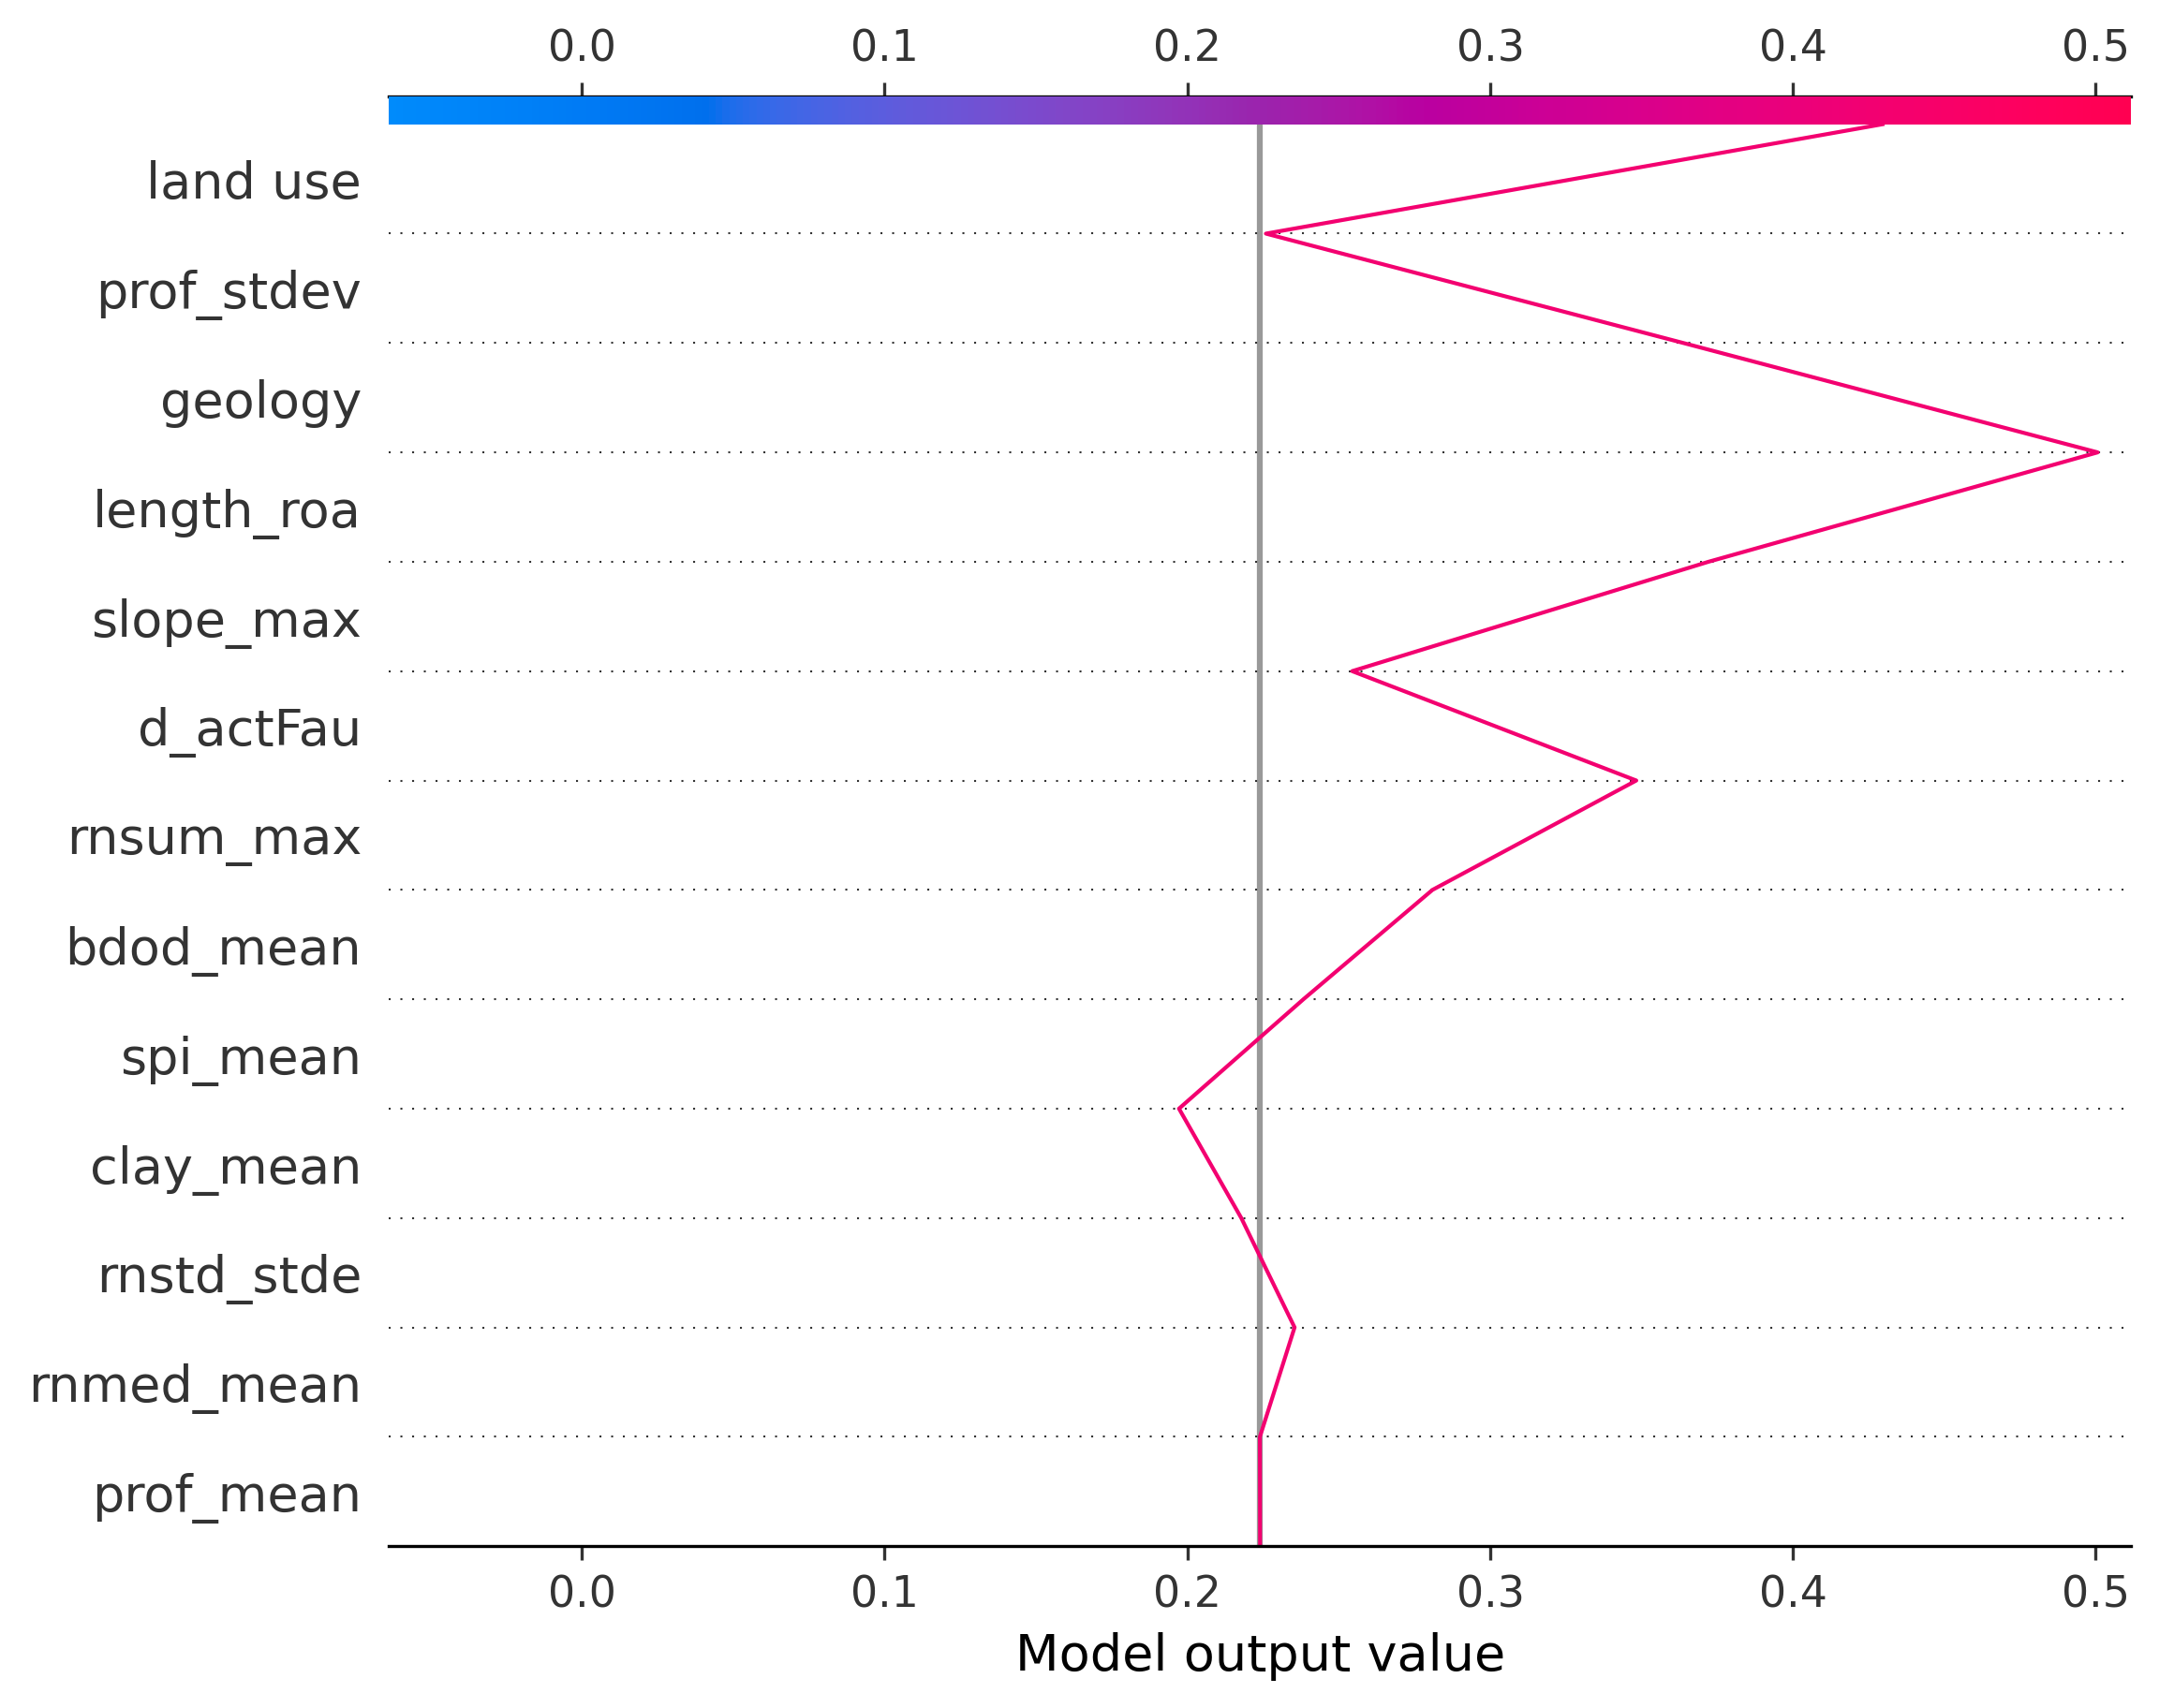 0.0 0.1 0.2 0.3 0.4 0.5
land use
prof_stdev
geology
length_roa
slope_max
d_actFau
rnsum_max
bdod_mean
spi_mean
clay_mean
rnstd_stde
rnmed_mean
prof_mean
0.0 0.1 0.2 0.3 0.4 0.5
Model output value